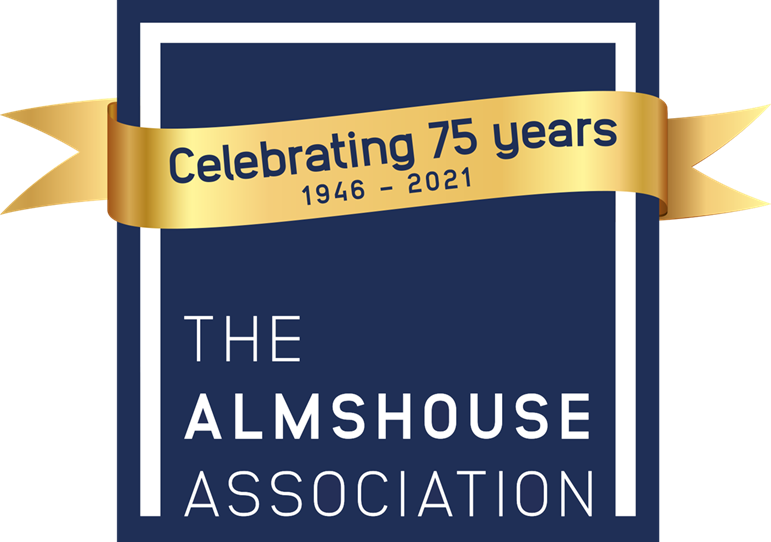 Celebrating 75 years
1946 – 2021
THE
ALMSHOUSE
ASSOCIATION